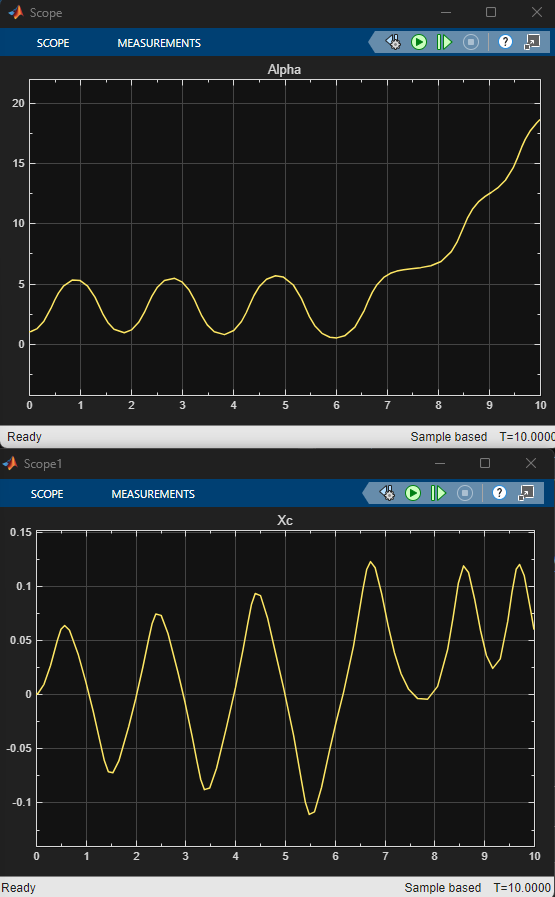 Scope
SCOPE MEASUREMENTS
Alpha
20
15
10
5
0
0 1 2 3 4 5 6 7 8 9 10
Ready Sample based T=10.0000
Scope1
SCOPE MEASUREMENTS
Xc
0.15
0.1
0.05
0
-0.05
-0.1
0 1 2 3 4 5 6 7 8 9 10
Ready Sample based T=10.0000